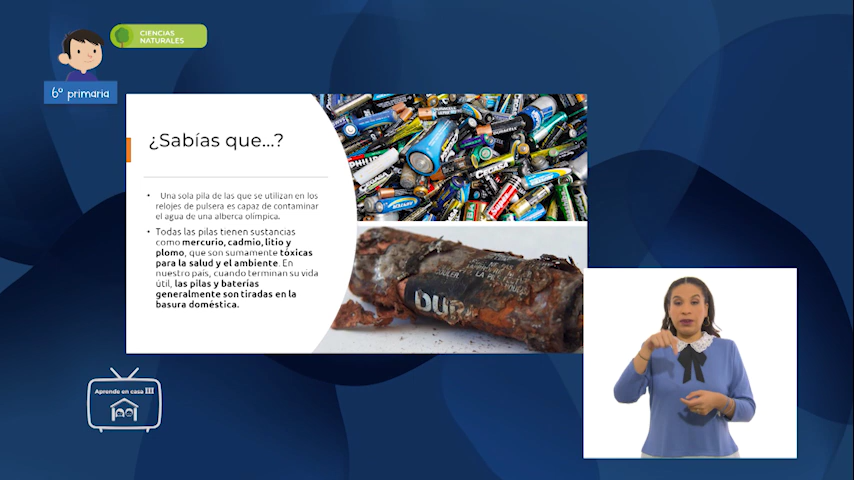 CIENCIAS
NATURALES
6º primaria
¿Sabías que...?
• Una sola pila de las que se utilizan en los
relojes de pulsera es capaz de contaminar
el agua de una alberca olímpica.
• Todas las pilas tienen sustancias
como mercurio, cadmio, litio y
plomo, que son sumamente tóxicas
para la salud y el ambiente. En
nuestro país, cuando terminan su vida
útil, las pilas y baterías
generalmente son tiradas en la
basura doméstica.
PHILIP
CEGASA
DUR
Aprende en casa III